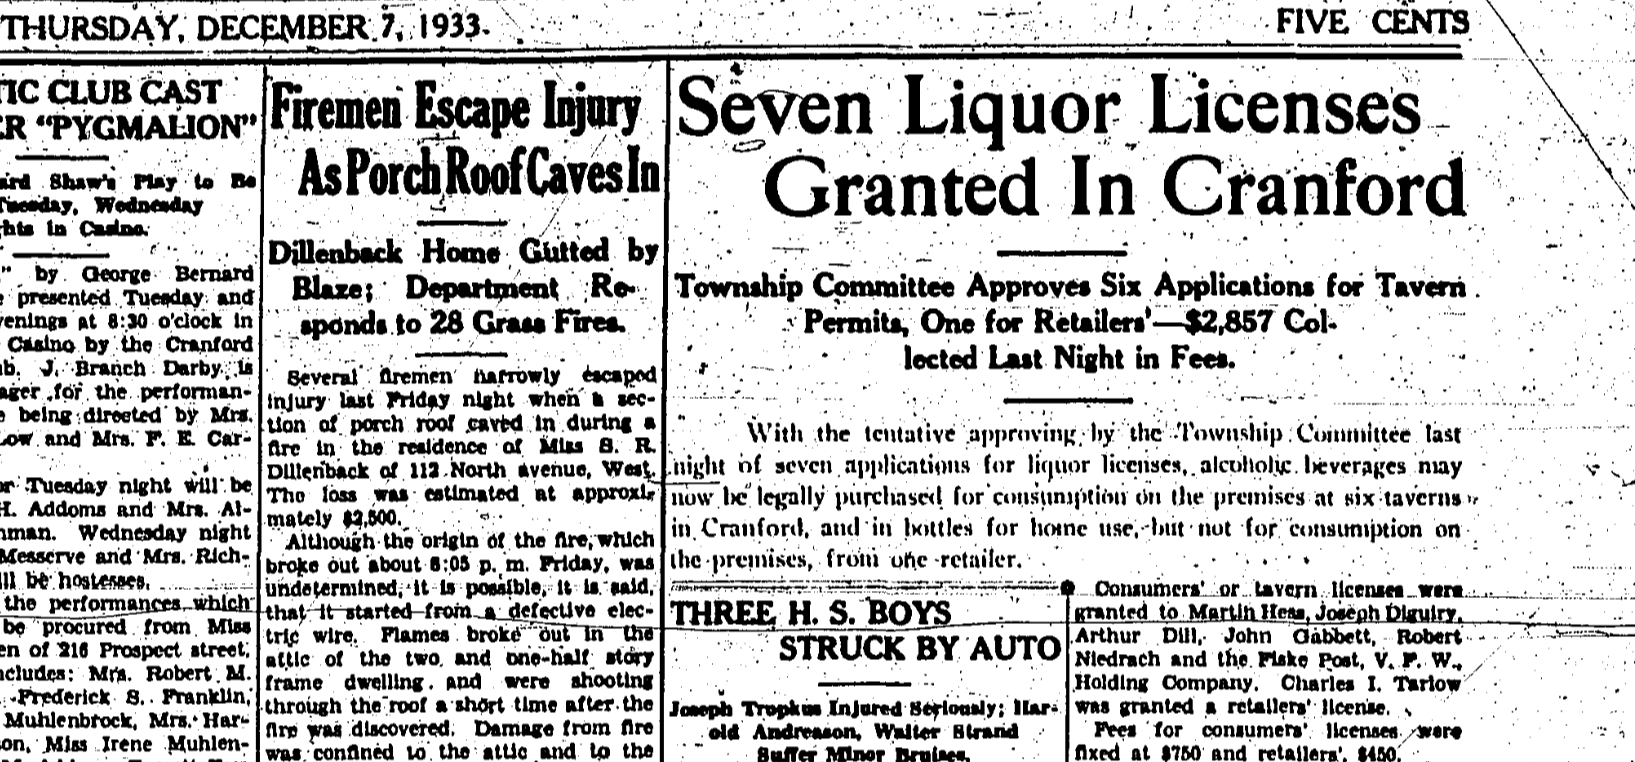 THURSDAY, DECEMBER 7, 1933.
FIVE CENTS
TIC CLUB CAST
ER "PYGMALION"
ard Shaw's Play to Be
Tuesday, Wednesday
hts in Casino.
" by George Bernard
e presented Tuesday and
venings at 8:30 o'clock in
Casino by the Cranford
ub. J. Branch Darby is
ager for the performan-
e being directed by Mrs.
Low and Mrs. F. E. Car-
or Tuesday night will be
H. Addoms and Mrs. Al-
nman. Wednesday night
Messerve and Mrs. Rich-
ill be hostesses.
the performances which
be procured from Miss
en of 216 Prospect street.
ncludes: Mrs. Robert M.
Frederick S. Franklin,
Muhlenbrock, Mrs. Har-
on, Miss Irene Muhlen-
Firemen Escape Injury
As Porch Roof Caves In
Dillenback Home Gutted by
Blaze; Department Re-
sponds to 28 Grass Fires.
Several firemen narrowly escaped
injury last Friday night when a sec-
tion of porch roof caved in during a
fire in the residence of Miss S. R.
Dillenback of 112 North avenue, West.
The loss was estimated at approxi-
mately $2,500.
Although the origin of the fire, which
broke out about 6:05 p. m. Friday, was
undetermined, it is possible, it is said,
that it started from a defective elec-
tric wire. Flames broke out in the
attic of the two and one-half story
frame dwelling and were shooting
through the roof a short time after the
fire was discovered. Damage from fire
was confined to the attic and to the
Seven Liquor Licenses
Granted In Cranford
Township Committee Approves Six Applications for Tavern
Permits, One for Retailers'—$2,857 Col-
lected Last Night in Fees.
With the tentative approving by the Township Committee last
night of seven applications for liquor licenses, alcoholic beverages may
now be legally purchased for consumption on the premises at six taverns
in Cranford, and in bottles for home use, but not for consumption on
the premises, from one retailer.
THREE H. S. BOYS
STRUCK BY AUTO
Joseph Tropkus Injured Seriously; Har-
old Andreason, Walter Strand
Suffer Minor Bruises.
Consumers' or tavern licenses were
granted to Martin Hess, Joseph Diguiry,
Arthur Dill, John Gabbett, Robert
Niedrach and the Fiske Post, V. F. W.,
Holding Company. Charles I. Tarlow
was granted a retailers' license.
Fees for consumers' licenses were
fixed at $750 and retailers', $450.